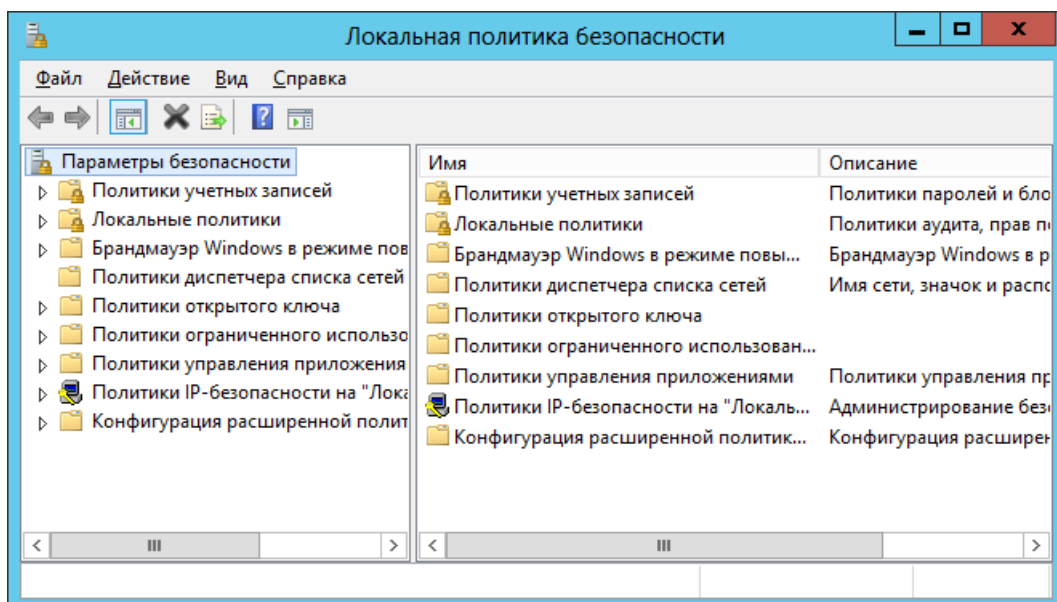 Локальная политика безопасности
Файл Действие Вид Справка
Параметры безопасности
Политики учетных записей
Локальные политики
Брандмауэр Windows в режиме пов
Политики диспетчера списка сетей
Политики открытого ключа
Политики ограниченного использо
Политики управления приложения
Политики IP-безопасности на "Лока
Конфигурация расширенной полит
Имя Описание
Политики учетных записей Политики паролей и бло
Локальные политики Политики аудита, прав п
Брандмауэр Windows в режиме повы... Брандмауэр Windows в р
Политики диспетчера списка сетей Имя сети, значок и распо
Политики открытого ключа
Политики ограниченного использован...
Политики управления приложениями Политики управления пр
Политики IP-безопасности на "Локаль... Администрирование безо
Конфигурация расширенной политик... Конфигурация расширен